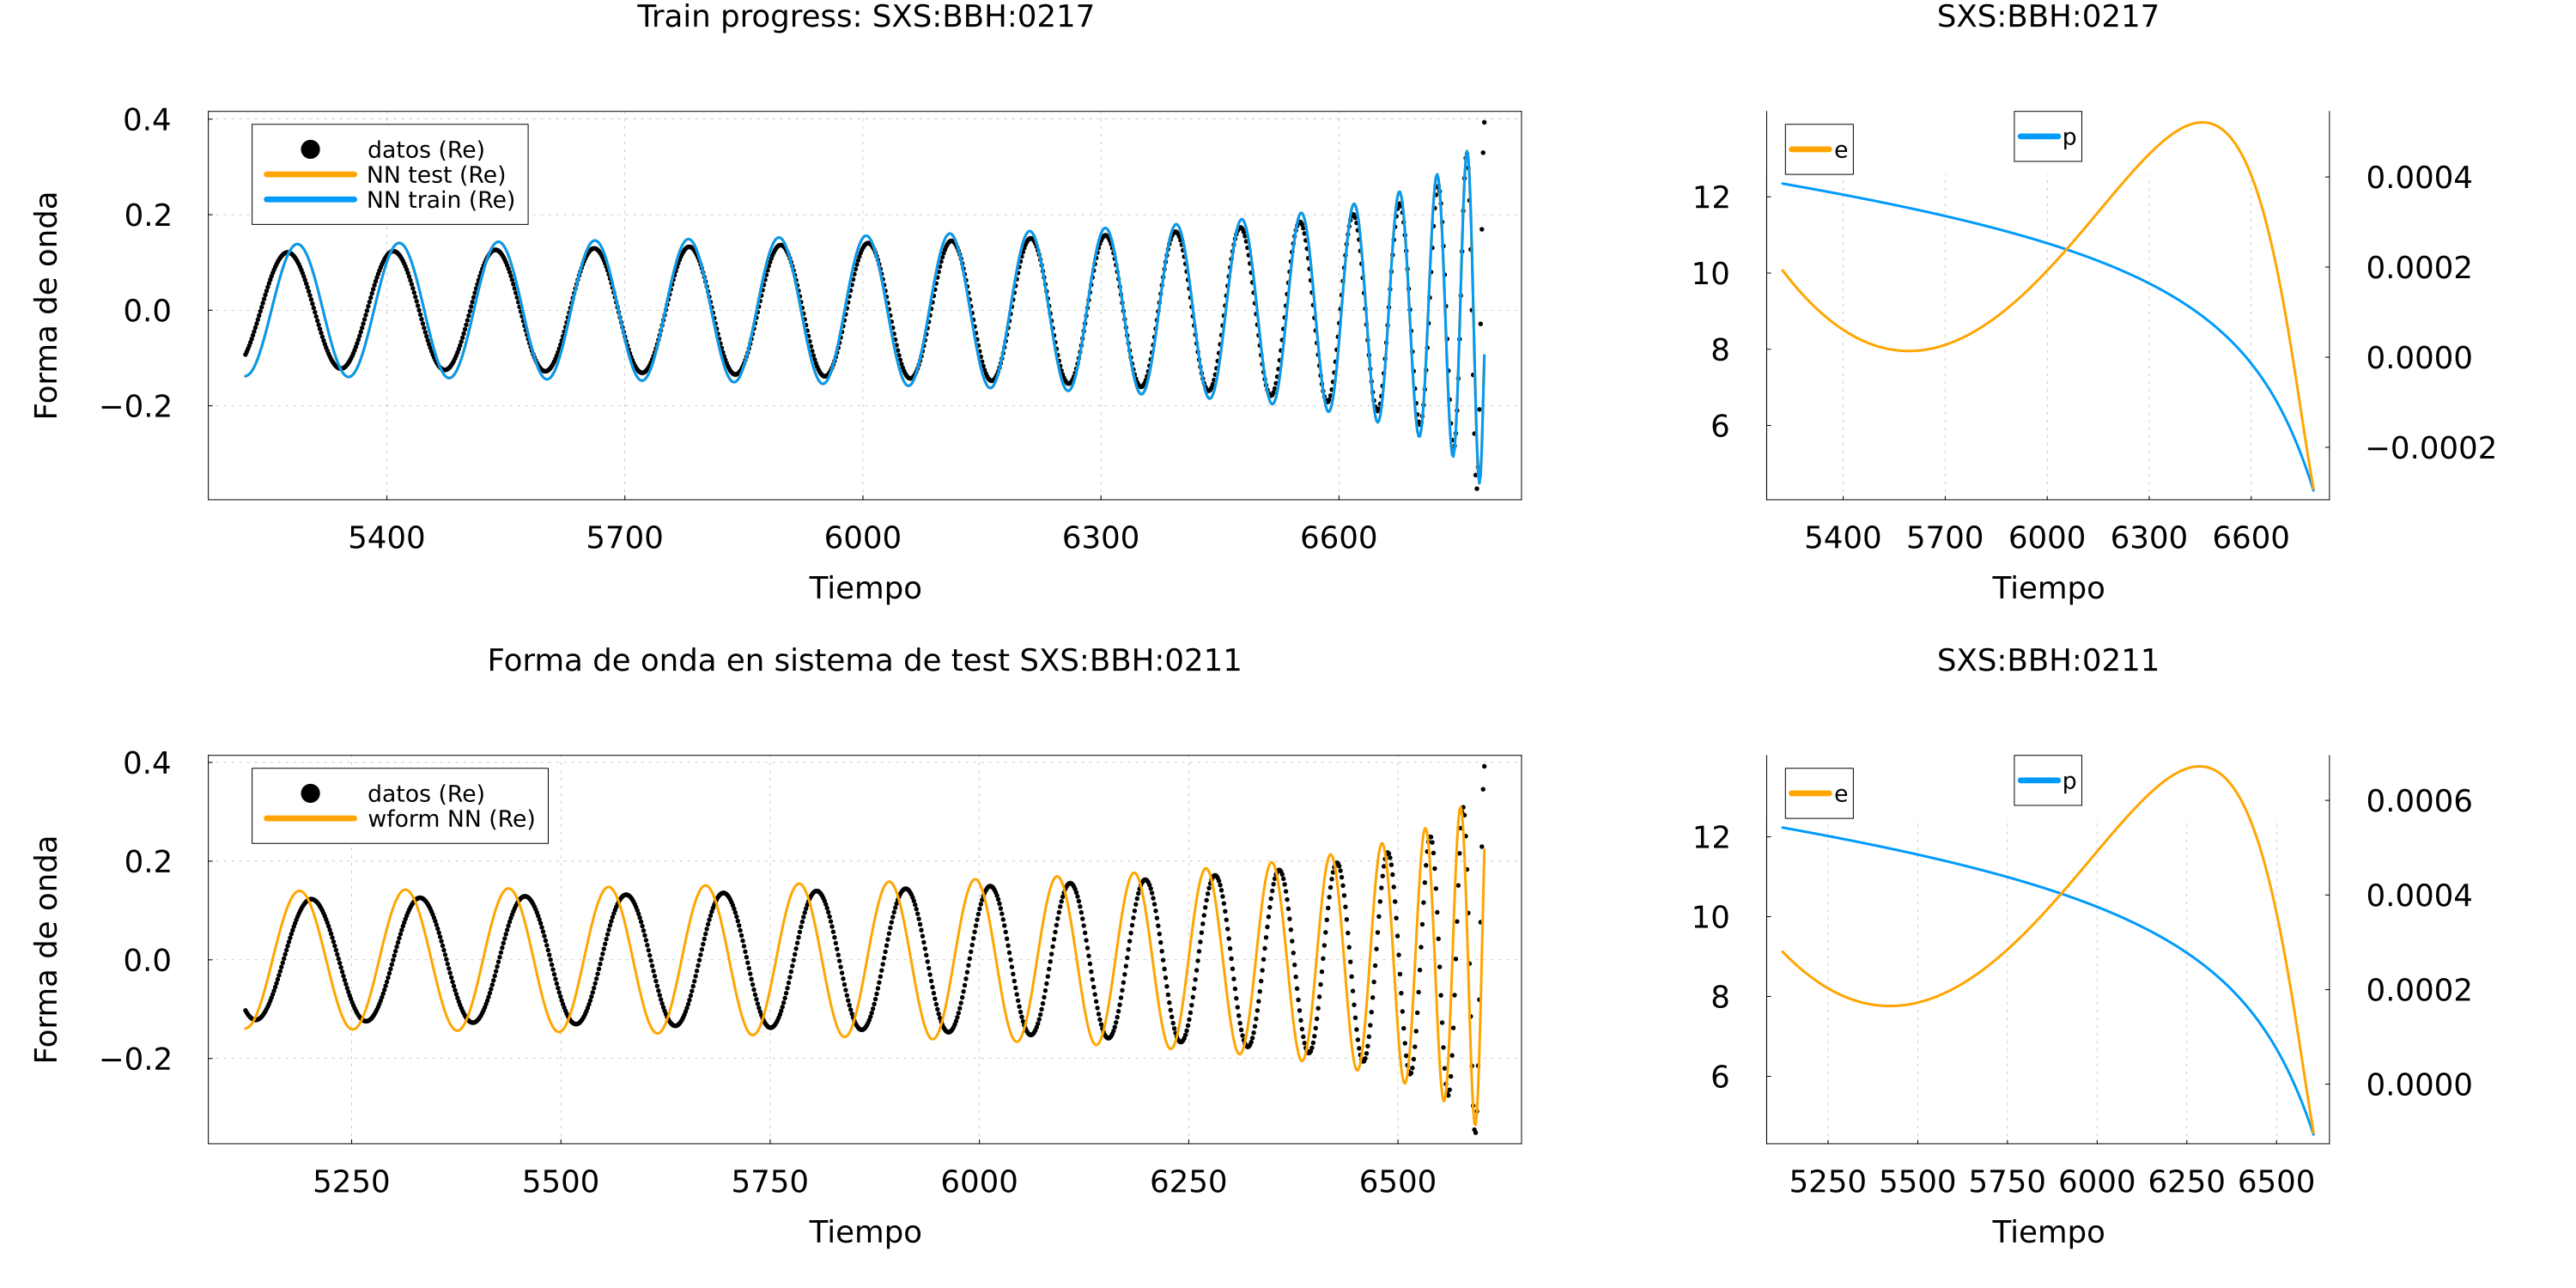 Train progress: SXS:BBH:0217
Forma de onda
0.4
0.2
0.0
−0.2
datos (Re)
NN test (Re)
NN train (Re)
5400 5700 6000 6300 6600
Tiempo
SXS:BBH:0217
12
10
8
6
e
p
0.0004
0.0002
0.0000
−0.0002
5400 5700 6000 6300 6600
Tiempo
Forma de onda en sistema de test SXS:BBH:0211
Forma de onda
0.4
0.2
0.0
−0.2
datos (Re)
wform NN (Re)
5250 5500 5750 6000 6250 6500
Tiempo
SXS:BBH:0211
12
10
8
6
e
p
0.0006
0.0004
0.0002
0.0000
5250 5500 5750 6000 6250 6500
Tiempo